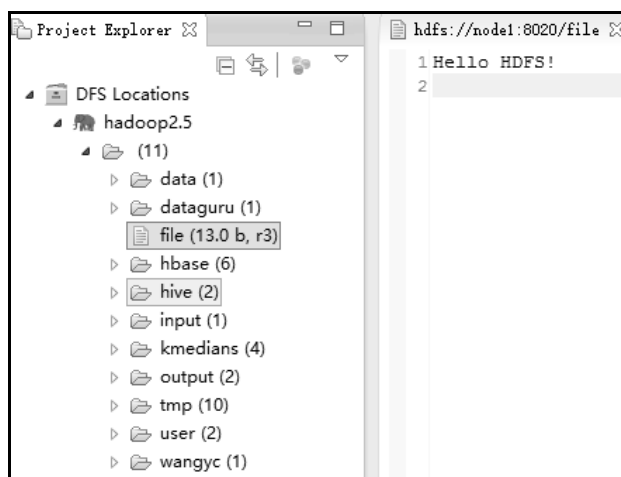 Project Explorer
DFS Locations
hadoop2.5
(11)
data (1)
dataguru (1)
file (13.0 b, r3)
hbase (6)
hive (2)
input (1)
kmedians (4)
output (2)
tmp (10)
user (2)
wangyc (1)
hdfs://node1:8020/file
1 Hello HDFS!
2